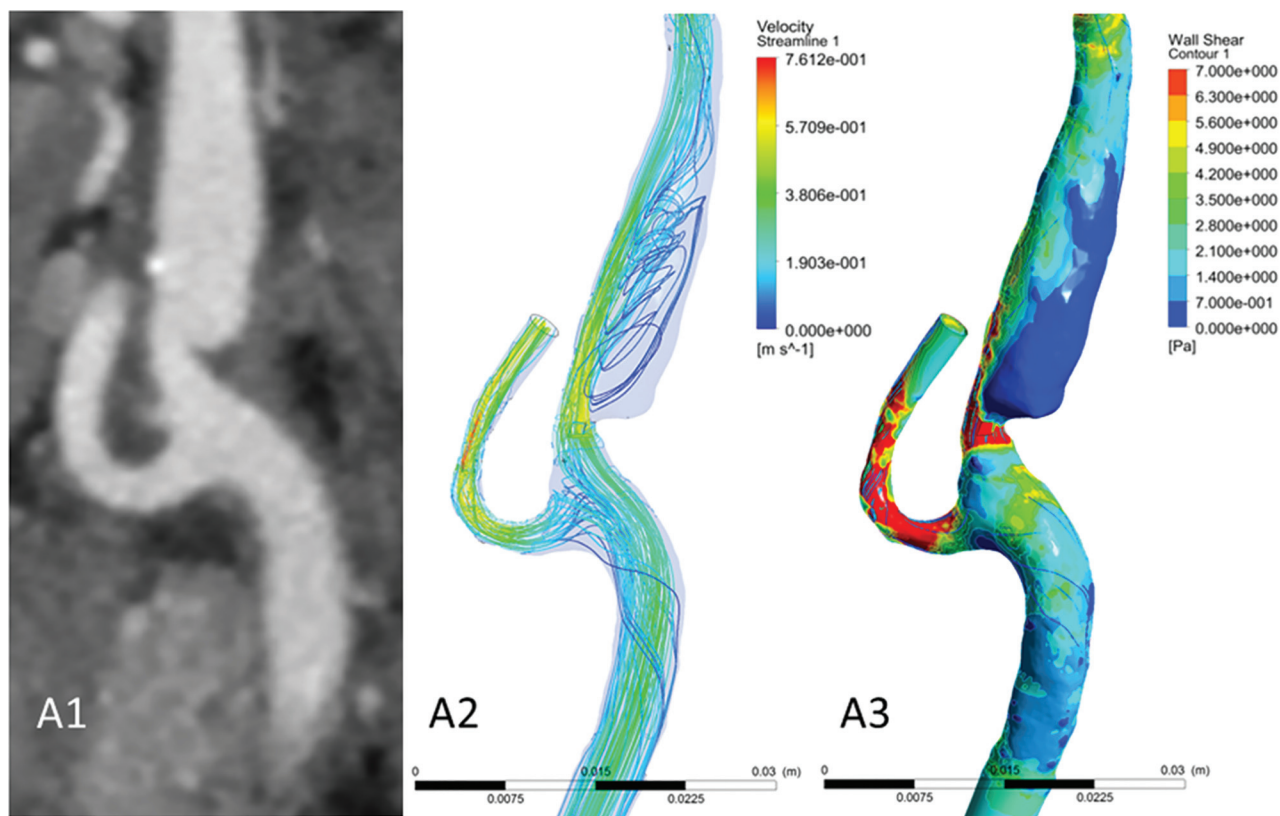 A1
Velocity
Streamline 1
7.612e-001
5.709e-001
3.806e-001
1.903e-001
0.000e+000
[m s^-1]
A2
0
0.015
0.03
(m)
0.0075
0.0225
Wall Shear
Contour 1
7.000e+000
6.300e+000
5.600e+000
4.900e+000
4.200e+000
3.500e+000
2.800e+000
2.100e+000
1.400e+000
7.000e-001
0.000e+000
[Pa]
A3
0
0.015
0.03
(m)
0.0075
0.0225